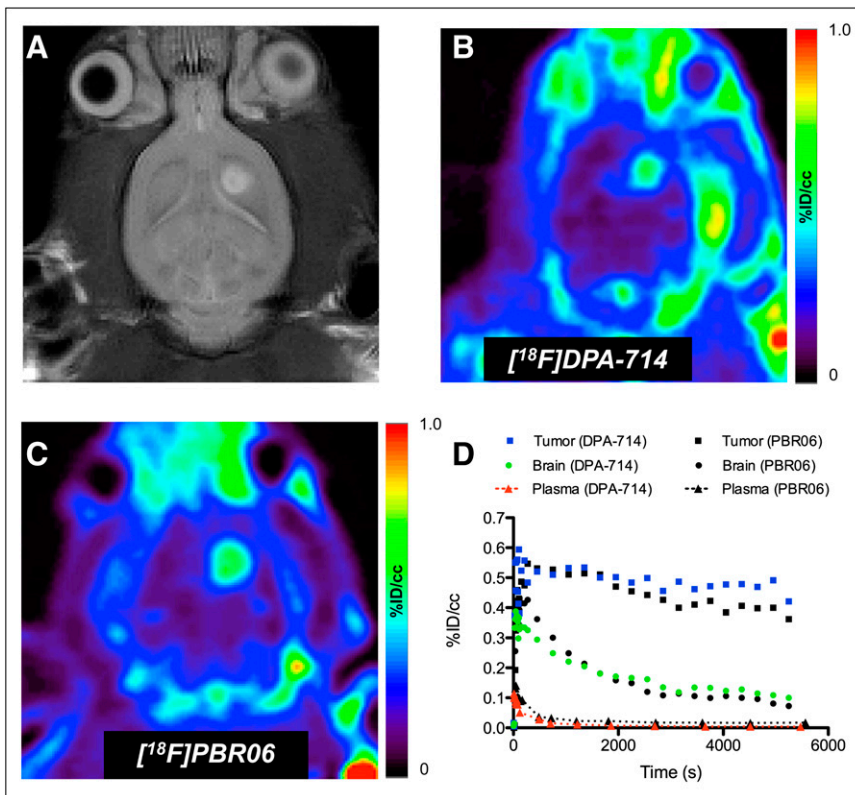 A
B
1.0
%ID/cc
0
[¹⁸F]DPA-714
C
1.0
%ID/cc
0
[¹⁸F]PBR06
D
Tumor (DPA-714) Tumor (PBR06)
Brain (DPA-714) Brain (PBR06)
Plasma (DPA-714) Plasma (PBR06)
0.7
0.6
0.5
0.4
0.3
0.2
0.1
0.0
%ID/cc
0 2000 4000 6000
Time (s)